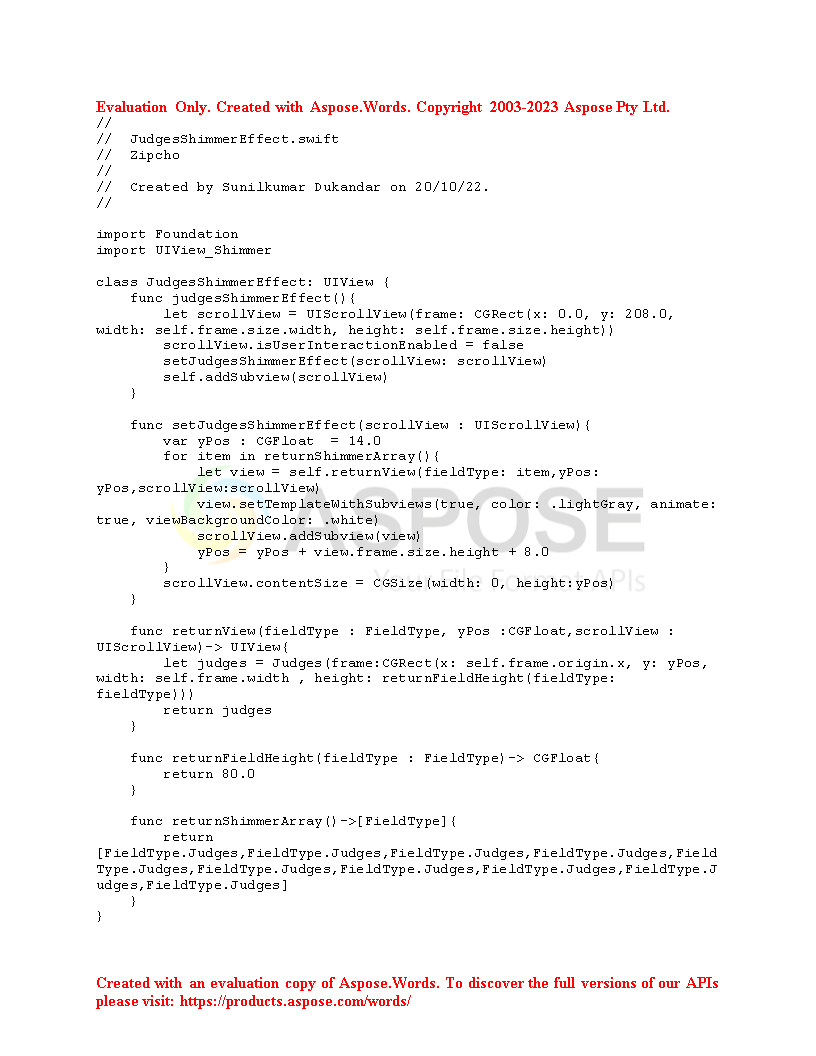 Evaluation Only. Created with Aspose.Words. Copyright 2003-2023 Aspose Pty Ltd.
//
//  JudgesShimmerEffect.swift
//  Zipcho
//
//  Created by Sunilkumar Dukandar on 20/10/22.
//

import Foundation
import UIView_Shimmer

class JudgesShimmerEffect: UIView {
    func judgesShimmerEffect(){
        let scrollView = UIScrollView(frame: CGRect(x: 0.0, y: 208.0,
width: self.frame.size.width, height: self.frame.size.height))
        scrollView.isUserInteractionEnabled = false
        setJudgesShimmerEffect(scrollView: scrollView)
        self.addSubview(scrollView)
    }

    func setJudgesShimmerEffect(scrollView : UIScrollView){
        var yPos : CGFloat  = 14.0
        for item in returnShimmerArray(){
            let view = self.returnView(fieldType: item,yPos:
yPos,scrollView:scrollView)
            view.setTemplateWithSubviews(true, color: .lightGray, animate:
true, viewBackgroundColor: .white)
            scrollView.addSubview(view)
            yPos = yPos + view.frame.size.height + 8.0
        }
        scrollView.contentSize = CGSize(width: 0, height:yPos)
    }

    func returnView(fieldType : FieldType, yPos :CGFloat,scrollView :
UIScrollView)-> UIView{
        let judges = Judges(frame:CGRect(x: self.frame.origin.x, y: yPos,
width: self.frame.width , height: returnFieldHeight(fieldType:
fieldType)))
        return judges
    }

    func returnFieldHeight(fieldType : FieldType)-> CGFloat{
        return 80.0
    }

    func returnShimmerArray()->[FieldType]{
        return
[FieldType.Judges,FieldType.Judges,FieldType.Judges,FieldType.Judges,Field
Type.Judges,FieldType.Judges,FieldType.Judges,FieldType.Judges,FieldType.J
udges,FieldType.Judges]
    }
}
ASPOSE
Your File Format APIs
Created with an evaluation copy of Aspose.Words. To discover the full versions of our APIs
please visit: https://products.aspose.com/words/